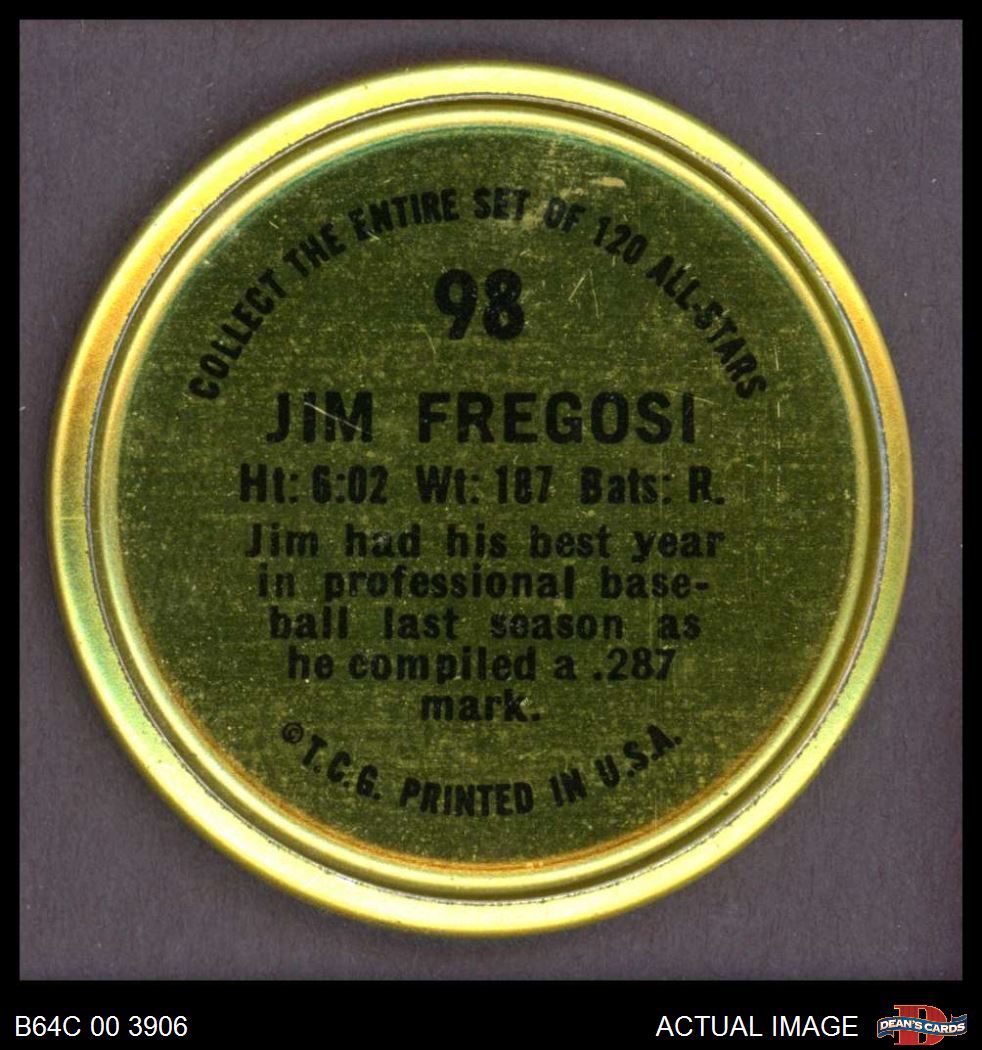 COLLECT THE ENTIRE SET OF 120 ALL-STARS
98
JIM FREGOSI
Ht: 6:02 Wt: 187 Bats: R.
Jim had his best year
in professional base-
ball last season as
he compiled a .287
mark.
© T.C.G. PRINTED IN U.S.A.
B64C 00 3906
ACTUAL IMAGE
DEAN'S CARDS